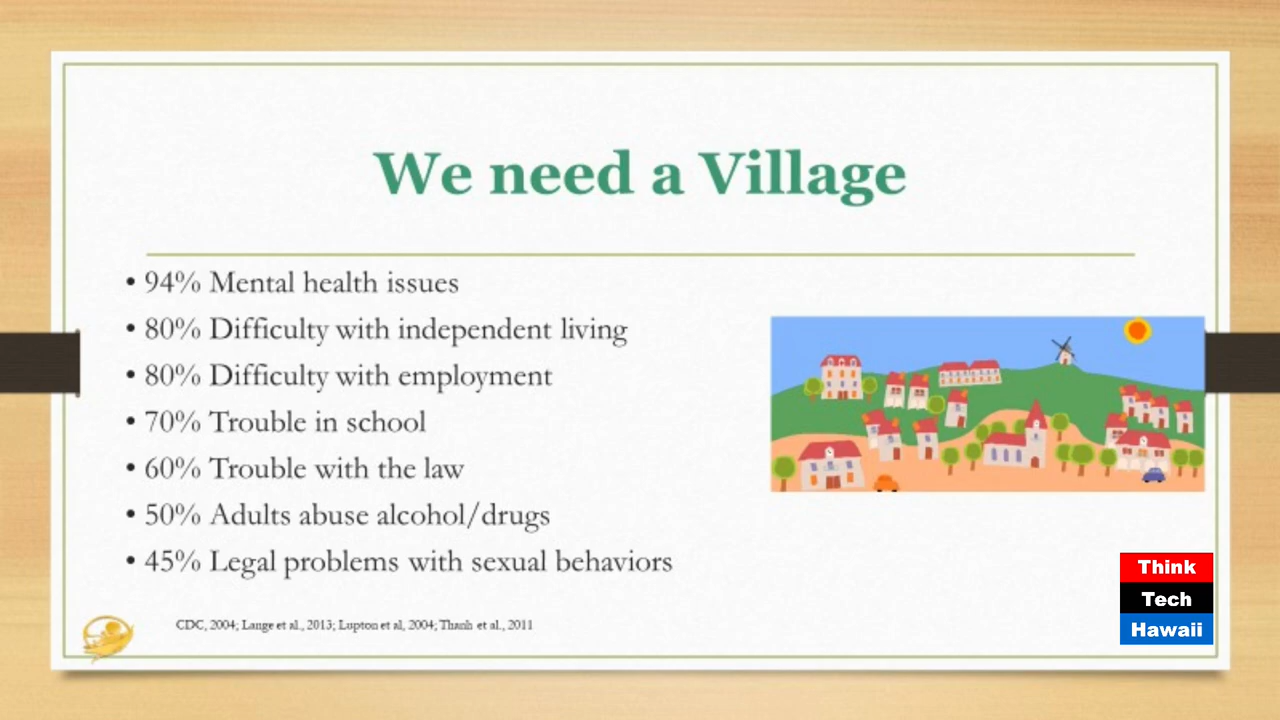 We need a Village
• 94% Mental health issues
• 80% Difficulty with independent living
• 80% Difficulty with employment
• 70% Trouble in school
• 60% Trouble with the law
• 50% Adults abuse alcohol/drugs
• 45% Legal problems with sexual behaviors
CDC, 2004; Lange et al., 2013; Lupton et al, 2004; Thanh et al., 2011
Think
Tech
Hawaii